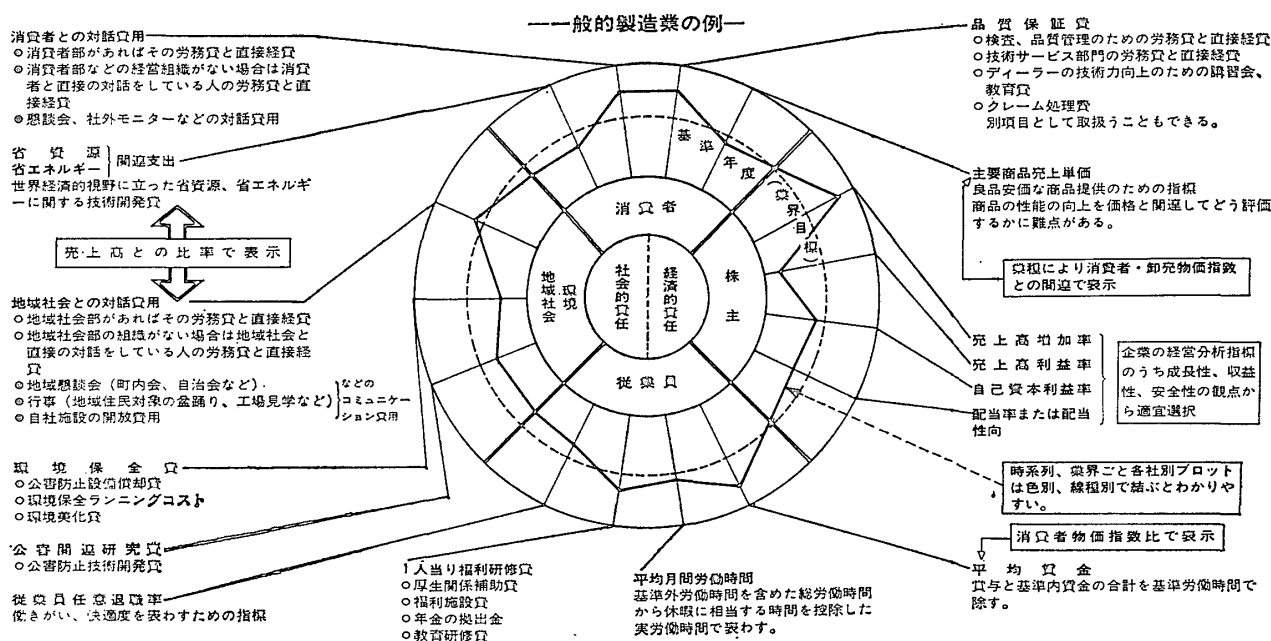 —一般的製造業の例—
消費者との対話費用
○消費者部があればその労務費と直接経費
◎消費者部などの経営組織がない場合は消費
者と直接の対話をしている人の労務費と直
接経費
◎懇談会、社外モニターなどの対話費用
省資源
省エネルギー
関連支出
世界経済的視野に立った省資源、省エネルギ
ーに関する技術開発費
売上高との比率で表示
地域社会との対話費用
○地域社会部があればその労務費と直接経費
○地域社会部の組織がない場合は地域社会と
直接の対話をしている人の労務費と直接経
費
◎地域懇談会(町内会、自治会など)
◎行事(地域住民対象の盆踊り、工場見学など)
◎自社施設の開放費用
などの
コミュニケー
ション費用
環境保全費
○公害防止設備償却費
○環境保全ランニングコスト
○環境美化費
公害関連研究費
○公害防止技術開発費
従業員任意退職率
働きがい、快適度を表わすための指標
基準年度
(業界目標)
消費者
地域社会
環境
社会的責任
経済的責任
株主
従業員
品質保証費
○検査、品質管理のための労務費と直接経費
○技術サービス部門の労務費と直接経費
○ディーラーの技術力向上のための講習会、
教育費
○クレーム処理費
別項目として取扱うこともできる。
主要商品売上単価
良品安価な商品提供のための指標
商品の性能の向上を価格と関連してどう評価
するかに難点がある。
業種により消費者・卸売物価指数
との関連で表示
売上高増加率
売上高利益率
自己資本利益率
配当率または配当
性向
企業の経営分析指標
のうち成長性、収益
性、安全性の観点か
ら適宜選択
時系列、業界ごと各社別プロット
は色別、線種別で結ぶとわかりや
すい。
消費者物価指数比で表示
平均賃金
賞与と基準内賃金の合計を基準労働時間で
除す。
1人当り福利研修費
○厚生関係補助費
○福利施設費
○年金の拠出金
○教育研修費
平均月間労働時間
基準外労働時間を含めた総労働時間
から休暇に相当する時間を控除した
実労働時間で表わす。